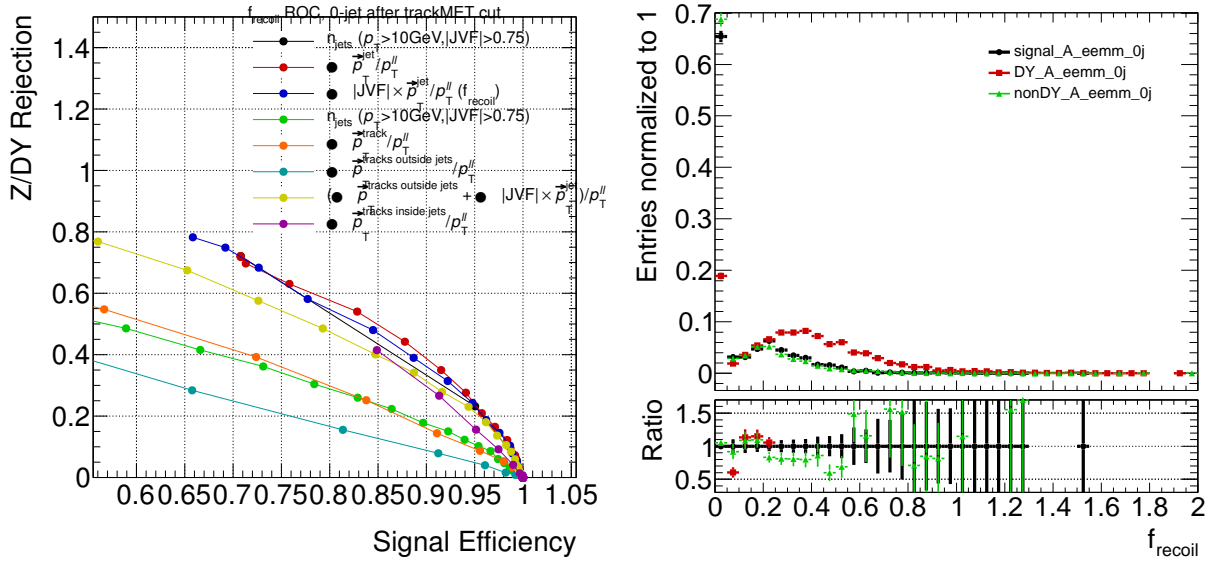 f_recoil ROC, 0-jet after trackMET cut
n_jets (p_T>10GeV,|JVF|>0.75)
● p_T^jet/p_T^ll
● |JVF|×p_T^jet/p_T^ll (f_recoil)
n_jets (p_T>10GeV,|JVF|>0.75)
● p_T^track/p_T^ll
● p_T^tracks outside jets/p_T^ll
(● p_T^tracks outside jets + ● |JVF|×p_T^jet)/p_T^ll
● p_T^tracks inside jets/p_T^ll
Z/DY Rejection
1.4
1.2
1
0.8
0.6
0.4
0.2
0
0.60 0.65 0.7 0.75 0.8 0.85 0.9 0.95 1 1.05
Signal Efficiency
Entries normalized to 1
0.7
0.6
0.5
0.4
0.3
0.2
0.1
0
signal_A_eemm_0j
DY_A_eemm_0j
nonDY_A_eemm_0j
Ratio
1.5
1
0.5
0 0.2 0.4 0.6 0.8 1 1.2 1.4 1.6 1.8 2
f_recoil